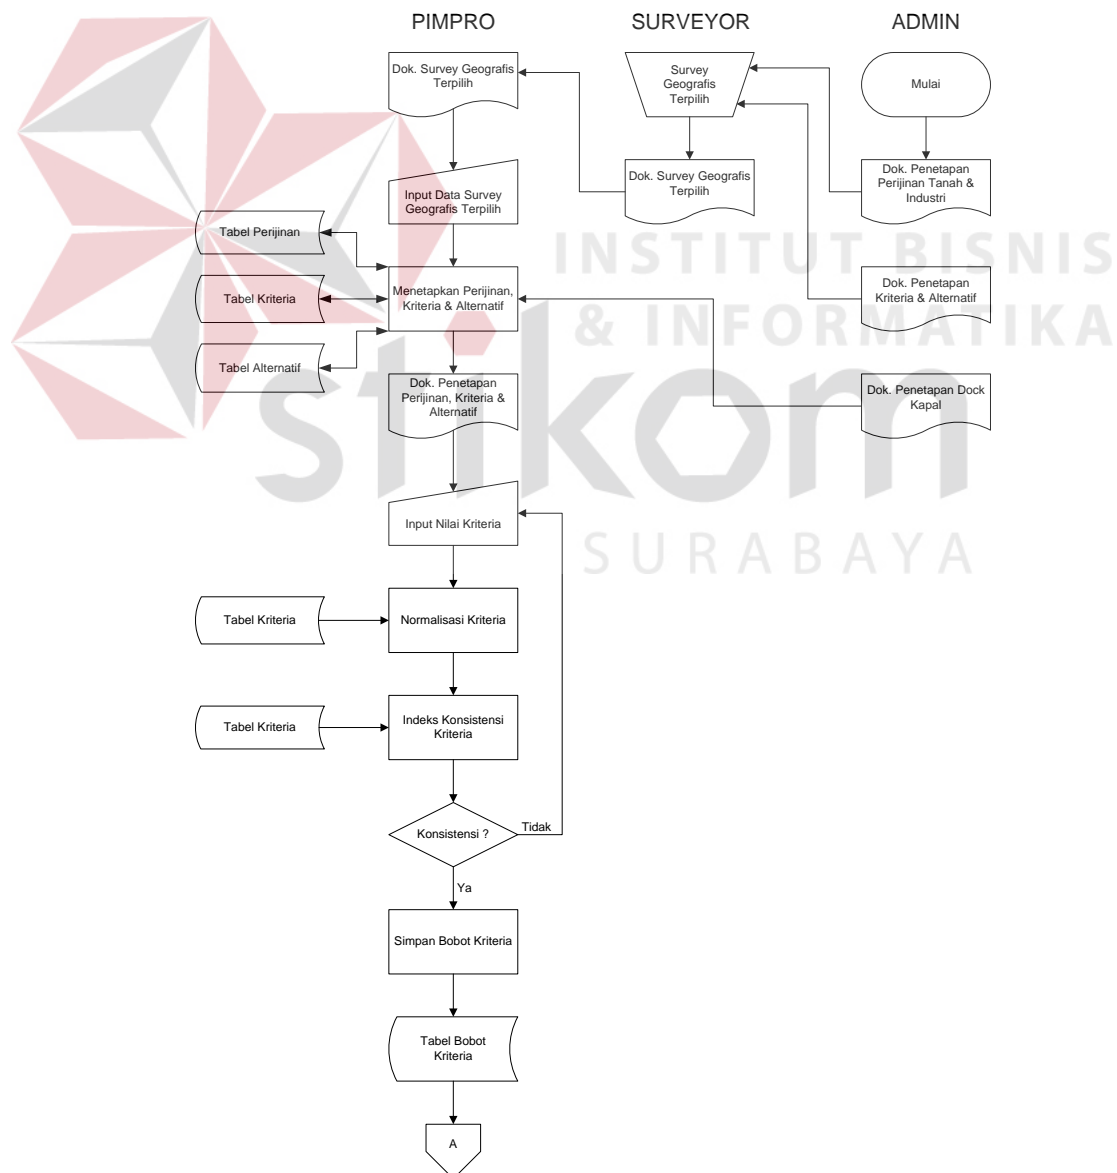 PIMPRO
SURVEYOR
ADMIN
Dok. Survey Geografis
Terpilih
Survey
Geografis
Terpilih
Mulai
Input Data Survey
Geografis Terpilih
Dok. Survey Geografis
Terpilih
Dok. Penetapan
Perijinan Tanah &
Industri
Tabel Perijinan
Tabel Kriteria
Tabel Alternatif
Menetapkan Perijinan,
Kriteria & Alternatif
Dok. Penetapan
Kriteria & Alternatif
Dok. Penetapan
Perijinan, Kriteria &
Alternatif
Dok. Penetapan Dock
Kapal
INSTITUT BISNIS
& INFORMATIKA
stikom
SURABAYA
Input Nilai Kriteria
Tabel Kriteria
Normalisasi Kriteria
Tabel Kriteria
Indeks Konsistensi
Kriteria
Konsistensi ?
Tidak
Ya
Simpan Bobot Kriteria
Tabel Bobot
Kriteria
A